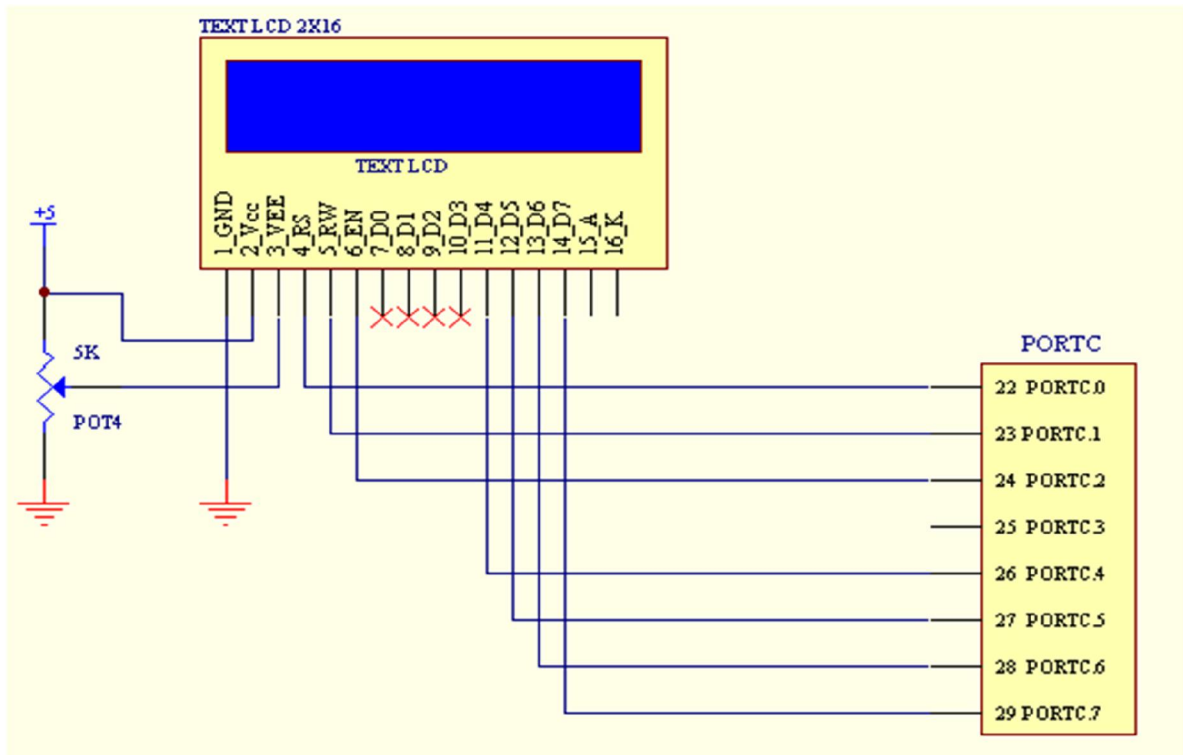 TEXT LCD 2X16
TEXT LCD
1_GND
2_Vcc
3_VEE
4_RS
5_RW
6_EN
7_D0
8_D1
9_D2
10_D3
11_D4
12_D5
13_D6
14_D7
15_A
16_K
+5
5K
POT4
PORTC
22 PORTC.0
23 PORTC.1
24 PORTC.2
25 PORTC.3
26 PORTC.4
27 PORTC.5
28 PORTC.6
29 PORTC.7